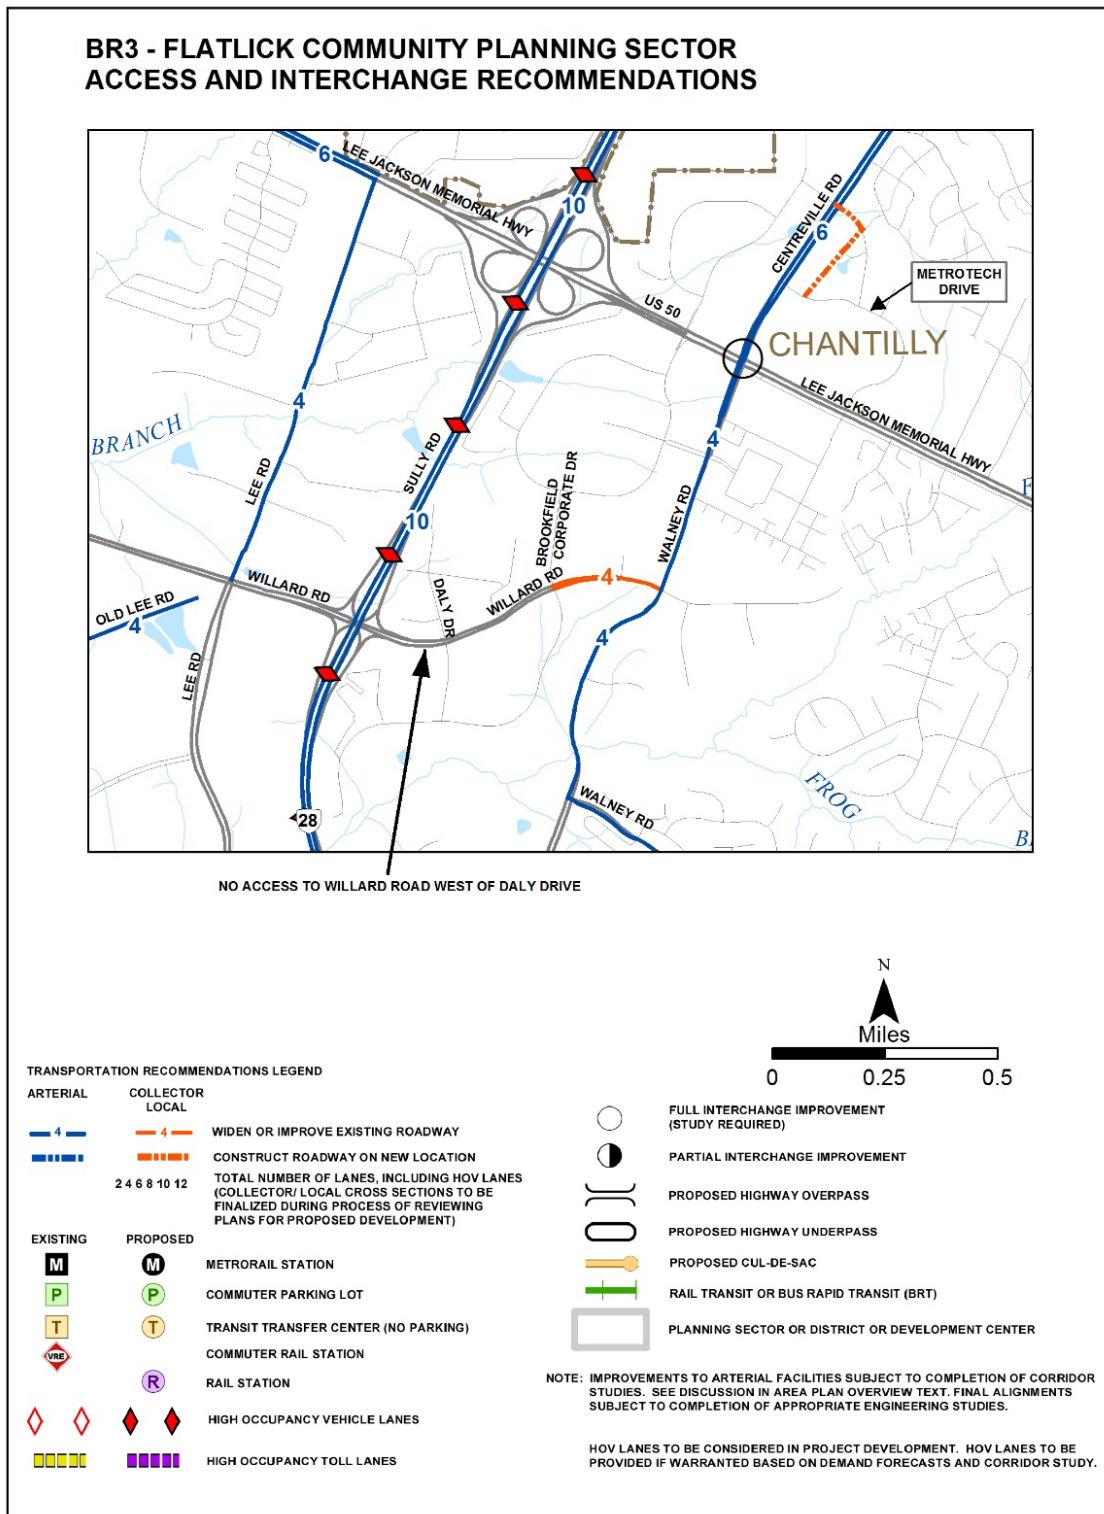 BR3 - FLATLICK COMMUNITY PLANNING SECTOR
ACCESS AND INTERCHANGE RECOMMENDATIONS
6
LEE JACKSON MEMORIAL HWY
10
CENTREVILLE RD
6
METROTECH
DRIVE
US 50
CHANTILLY
LEE JACKSON MEMORIAL HWY
4
BRANCH
LEE RD
SULLY RD
10
BROOKFIELD
CORPORATE DR
4
WALNEY RD
F
WILLARD RD
DALY DR
WILLARD RD
4
OLD LEE RD
4
4
LEE RD
28
WALNEY RD
FROG
B
NO ACCESS TO WILLARD ROAD WEST OF DALY DRIVE
N
Miles
0 0.25 0.5
TRANSPORTATION RECOMMENDATIONS LEGEND
ARTERIAL COLLECTOR
LOCAL
4 4 WIDEN OR IMPROVE EXISTING ROADWAY
CONSTRUCT ROADWAY ON NEW LOCATION
2 4 6 8 10 12 TOTAL NUMBER OF LANES, INCLUDING HOV LANES
(COLLECTOR/ LOCAL CROSS SECTIONS TO BE
FINALIZED DURING PROCESS OF REVIEWING
PLANS FOR PROPOSED DEVELOPMENT)
EXISTING PROPOSED
M M METRORAIL STATION
P P COMMUTER PARKING LOT
T T TRANSIT TRANSFER CENTER (NO PARKING)
VRE COMMUTER RAIL STATION
R RAIL STATION
HIGH OCCUPANCY VEHICLE LANES
HIGH OCCUPANCY TOLL LANES
FULL INTERCHANGE IMPROVEMENT
(STUDY REQUIRED)
PARTIAL INTERCHANGE IMPROVEMENT
PROPOSED HIGHWAY OVERPASS
PROPOSED HIGHWAY UNDERPASS
PROPOSED CUL-DE-SAC
RAIL TRANSIT OR BUS RAPID TRANSIT (BRT)
PLANNING SECTOR OR DISTRICT OR DEVELOPMENT CENTER
NOTE: IMPROVEMENTS TO ARTERIAL FACILITIES SUBJECT TO COMPLETION OF CORRIDOR
STUDIES. SEE DISCUSSION IN AREA PLAN OVERVIEW TEXT. FINAL ALIGNMENTS
SUBJECT TO COMPLETION OF APPROPRIATE ENGINEERING STUDIES.
HOV LANES TO BE CONSIDERED IN PROJECT DEVELOPMENT. HOV LANES TO BE
PROVIDED IF WARRANTED BASED ON DEMAND FORECASTS AND CORRIDOR STUDY.